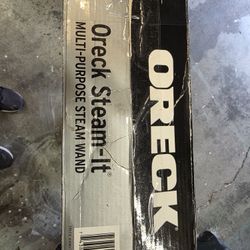 ORECK
Oreck Steam-It®
MULTI-PURPOSE STEAM WAND